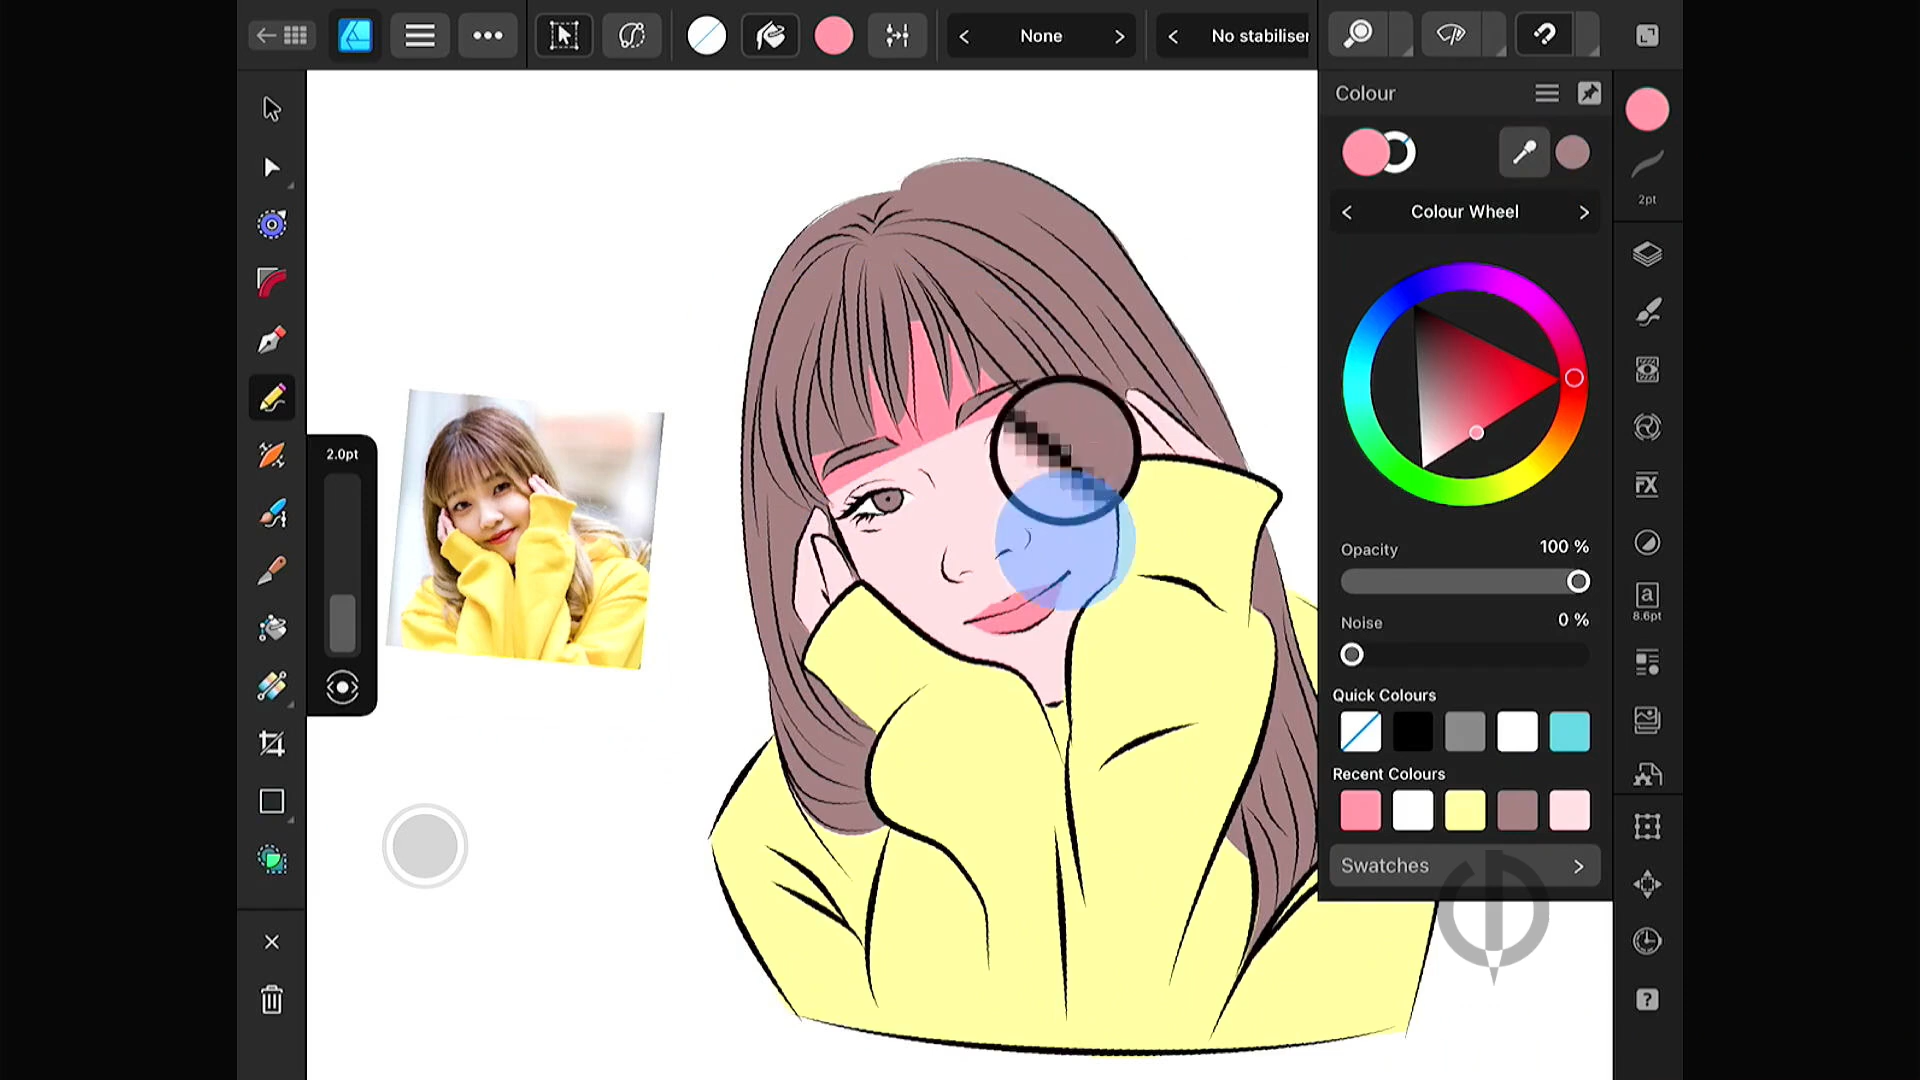 None
No stabiliser
Colour
2pt
Colour Wheel
2.0pt
Opacity 100 %
Noise 0 %
FX
a
8.6pt
Quick Colours
Recent Colours
Swatches
?